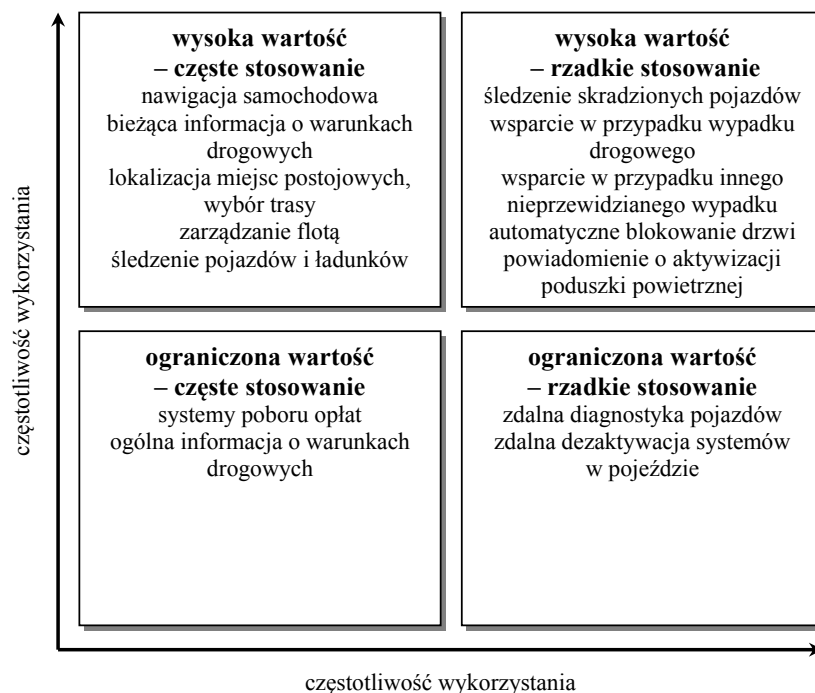 częstotliwość wykorzystania
wysoka wartość
– częste stosowanie
nawigacja samochodowa
bieżąca informacja o warunkach
drogowych
lokalizacja miejsc postojowych,
wybór trasy
zarządzanie flotą
śledzenie pojazdów i ładunków
wysoka wartość
– rzadkie stosowanie
śledzenie skradzionych pojazdów
wsparcie w przypadku wypadku
drogowego
wsparcie w przypadku innego
nieprzewidzianego wypadku
automatyczne blokowanie drzwi
powiadomienie o aktywizacji
poduszki powietrznej
ograniczona wartość
– częste stosowanie
systemy poboru opłat
ogólna informacja o warunkach
drogowych
ograniczona wartość
– rzadkie stosowanie
zdalna diagnostyka pojazdów
zdalna dezaktywacja systemów
w pojeździe
częstotliwość wykorzystania